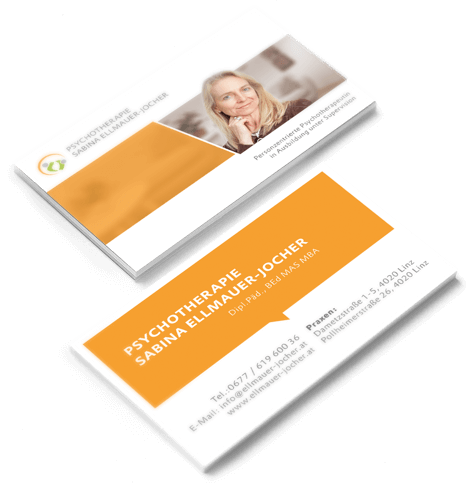 PSYCHOTHERAPIE
SABINA ELLMAUER-JOCHER
Personzentrierte Psychotherapeutin
in Ausbildung unter Supervision
PSYCHOTHERAPIE
SABINA ELLMAUER-JOCHER
Dipl Päd., BEd MAS MBA
Tel.:0677 / 619 600 36
E-Mail: info@ellmauer-jocher.at
www.ellmauer-jocher.at
Praxen:
Dametzstraße 1-5, 4020 Linz
Pollheimerstraße 26, 4020 Linz